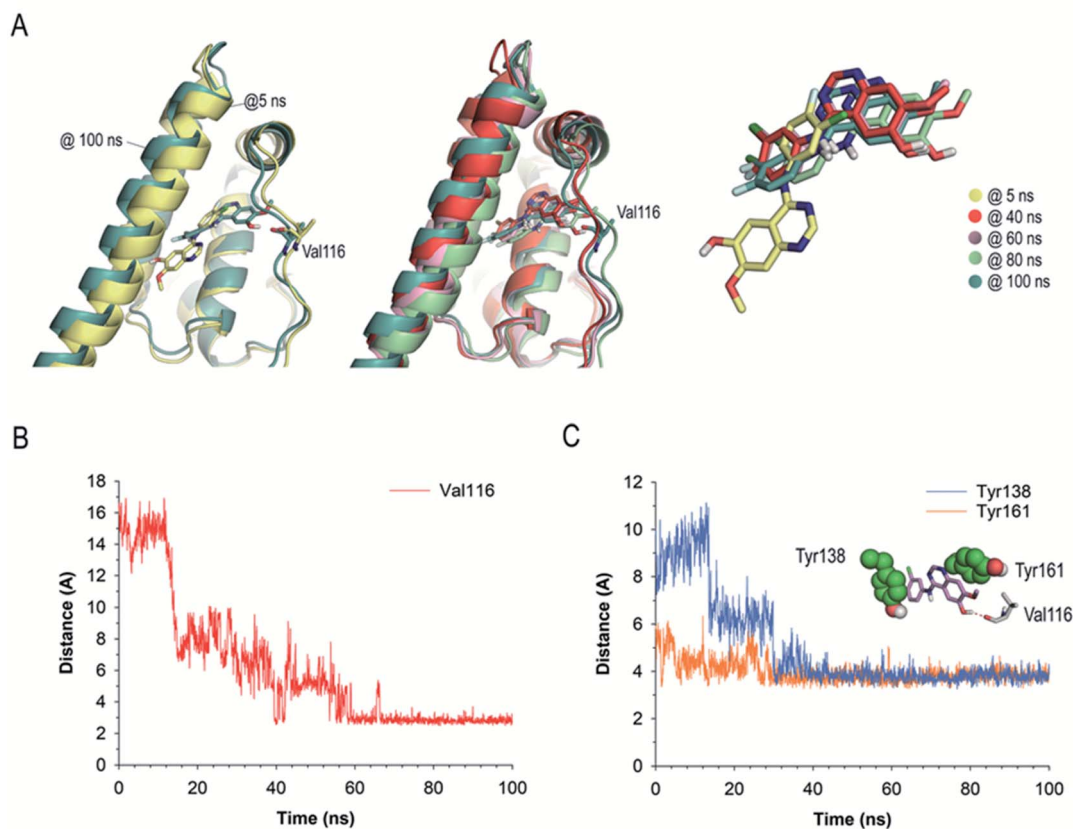 A
@5 ns
@ 100 ns
Val116
Val116
@ 5 ns
@ 40 ns
@ 60 ns
@ 80 ns
@ 100 ns
B
Distance (A)
18
16
14
12
10
8
6
4
2
0
0 20 40 60 80 100
Time (ns)
Val116
C
Distance (A)
12
10
8
6
4
2
0
0 20 40 60 80 100
Time (ns)
Tyr138
Tyr161
Tyr138
Tyr161
Val116